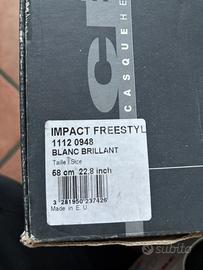 CASQUE
IMPACT FREESTYL
1112 0948
BLANC BRILLANT
Taille / Size
58 cm 22,8 inch
3 281950 237426
Made in E.U
subito